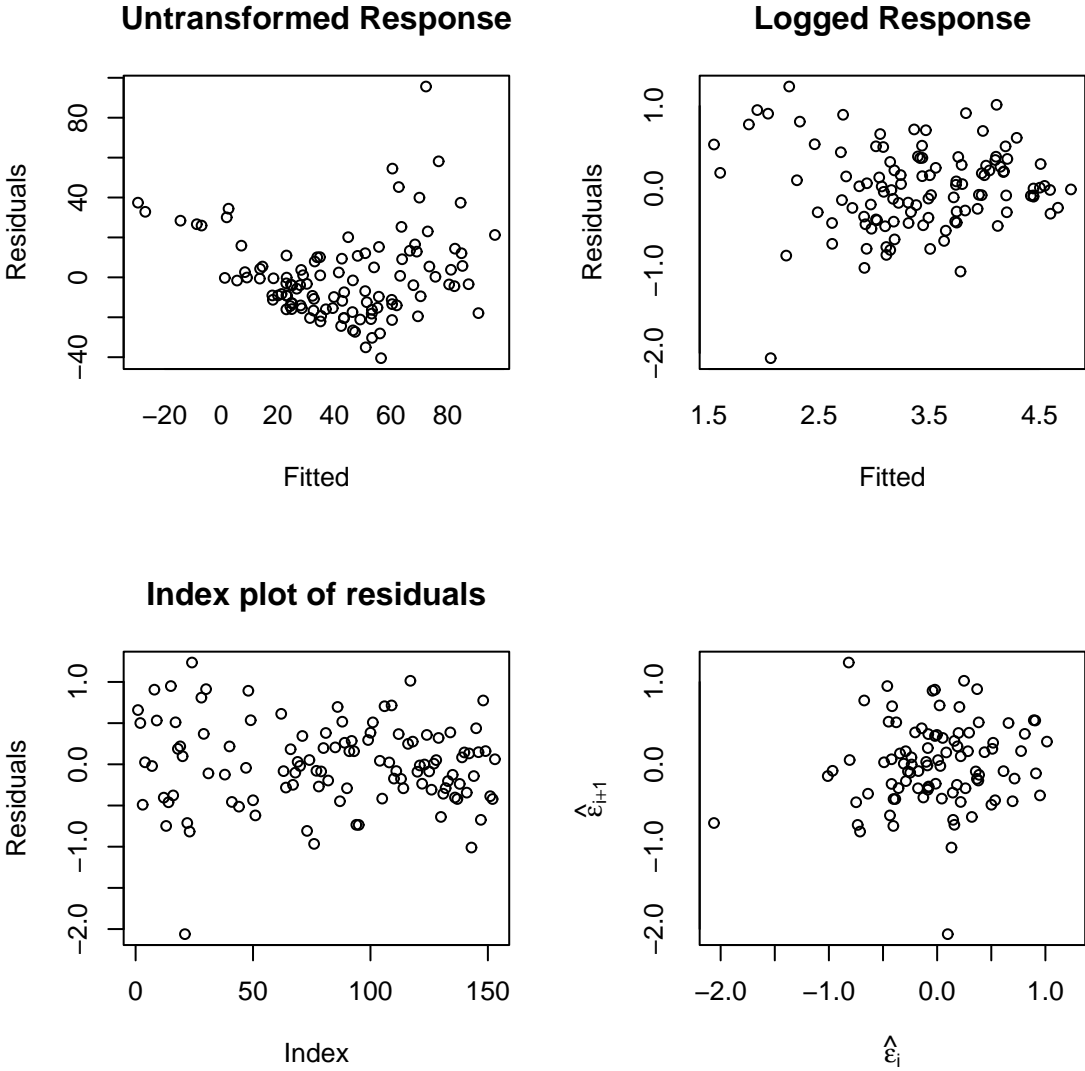 Untransformed Response
Residuals
80
40
0
−40
−20 0 20 40 60 80
Fitted
Logged Response
Residuals
1.0
0.0
−1.0
−2.0
1.5 2.5 3.5 4.5
Fitted
Index plot of residuals
Residuals
1.0
0.0
−1.0
−2.0
0 50 100 150
Index
ε̂i+1
1.0
0.0
−1.0
−2.0
−2.0 −1.0 0.0 1.0
ε̂i